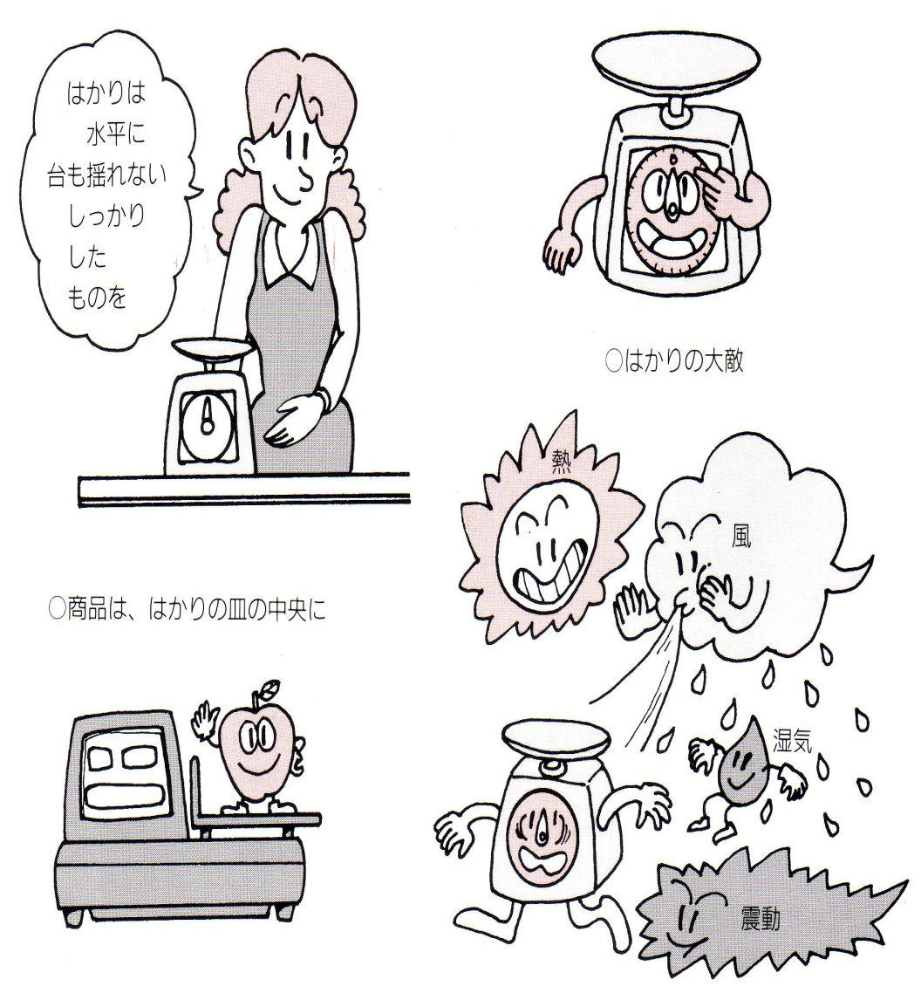 はかりは
水平に
台も揺れない
しっかり
した
ものを
○商品は、はかりの皿の中央に
○はかりの大敵
熱
風
湿気
震動